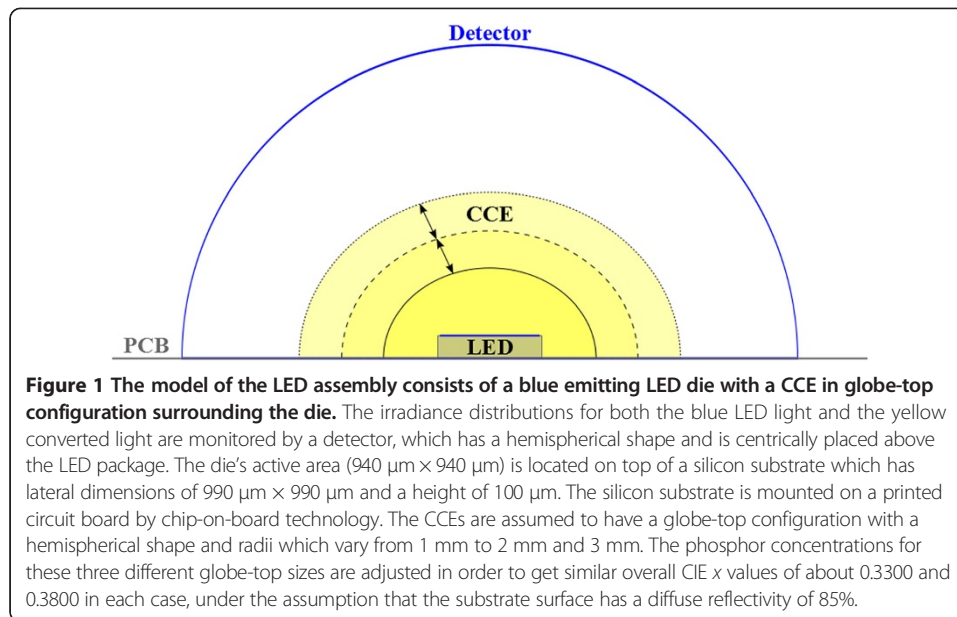 Detector
CCE
PCB
LED
Figure 1 The model of the LED assembly consists of a blue emitting LED die with a CCE in globe-top
configuration surrounding the die. The irradiance distributions for both the blue LED light and the yellow
converted light are monitored by a detector, which has a hemispherical shape and is centrically placed above
the LED package. The die's active area (940 μm × 940 μm) is located on top of a silicon substrate which has
lateral dimensions of 990 μm × 990 μm and a height of 100 μm. The silicon substrate is mounted on a printed
circuit board by chip-on-board technology. The CCEs are assumed to have a globe-top configuration with a
hemispherical shape and radii which vary from 1 mm to 2 mm and 3 mm. The phosphor concentrations for
these three different globe-top sizes are adjusted in order to get similar overall CIE x values of about 0.3300 and
0.3800 in each case, under the assumption that the substrate surface has a diffuse reflectivity of 85%.